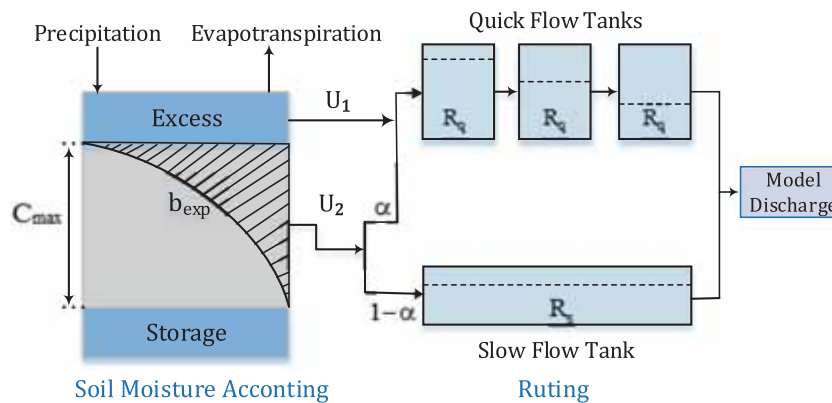 Quick Flow Tanks
Precipitation
Evapotranspiration
Excess
U1
Rq
Rq
Rq
Cmax
bexp
U2
α
Model
Discharge
1−α
Rs
Storage
Slow Flow Tank
Soil Moisture Acconting
Ruting